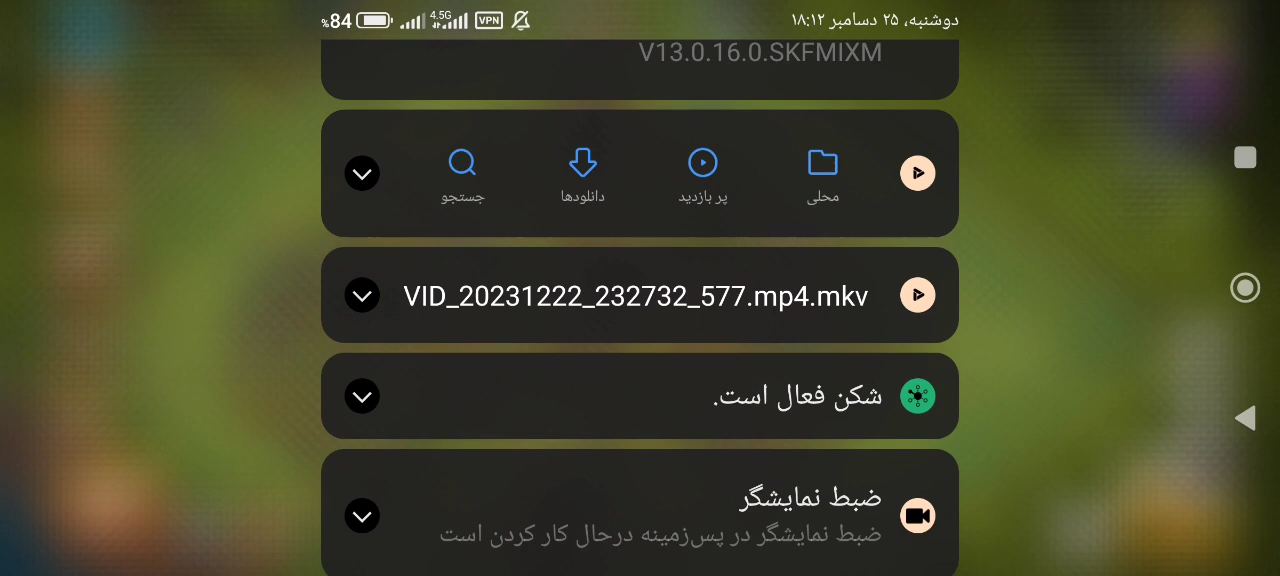 دوشنبه، ۲۵ دسامبر ۱۸:۱۲
VPN 4.5G %84
V13.0.16.0.SKFMIXM
محلی
پر بازدید
دانلودها
جستجو
VID_20231222_232732_577.mp4.mkv
شکن فعال است.
ضبط نمایشگر
ضبط نمایشگر در پس‌زمینه درحال کار کردن است